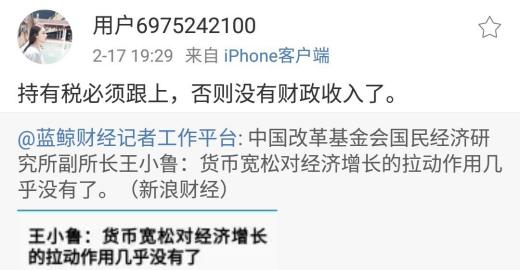 用户6975242100
2-17 19:29 来自 iPhone客户端
持有税必须跟上，否则没有财政收入了。
@蓝鲸财经记者工作平台: 中国改革基金会国民经济研
究所副所长王小鲁：货币宽松对经济增长的拉动作用几
乎没有了。（新浪财经）
王小鲁：货币宽松对经济增长
的拉动作用几乎没有了